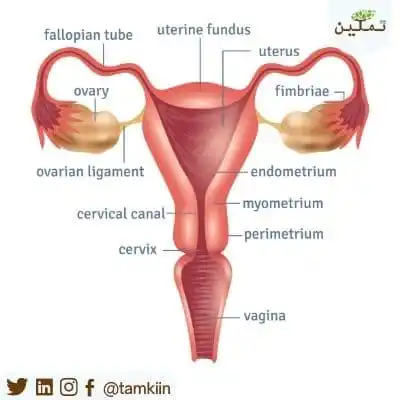 تمكين
uterine fundus
fallopian tube
uterus
ovary
fimbriae
ovarian ligament
endometrium
myometrium
cervical canal
perimetrium
cervix
vagina
@tamkiin